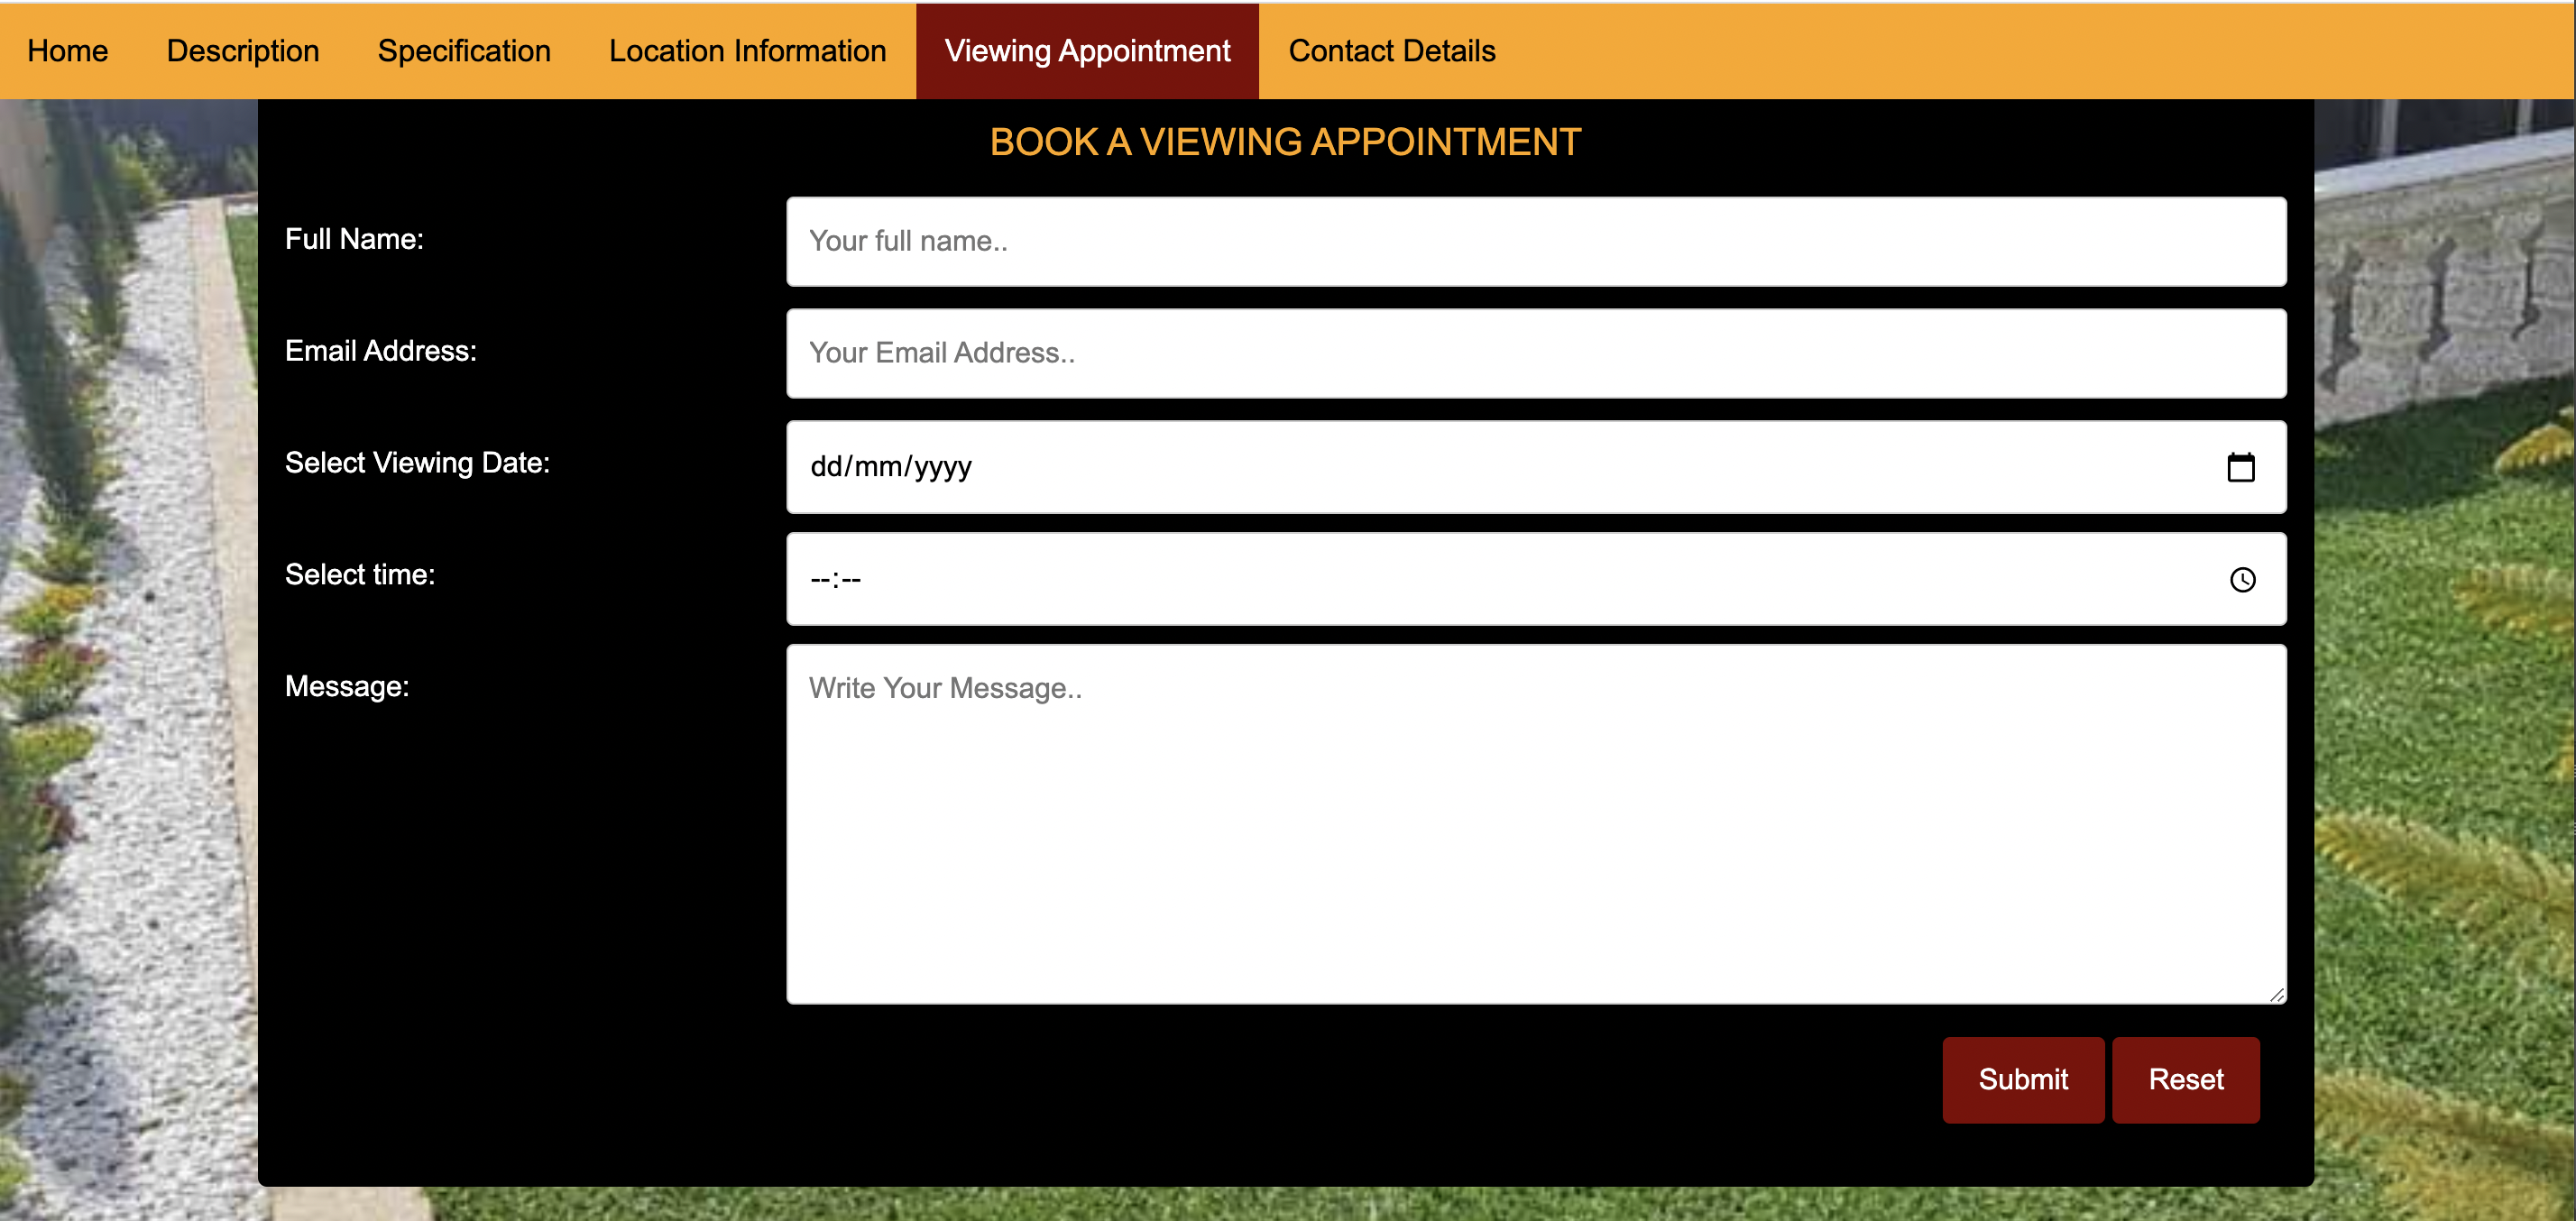 Home Description Specification Location Information Viewing Appointment Contact Details
BOOK A VIEWING APPOINTMENT
Full Name: Your full name..
Email Address: Your Email Address..
Select Viewing Date: dd/mm/yyyy
Select time: --:--
Message: Write Your Message..
Submit Reset